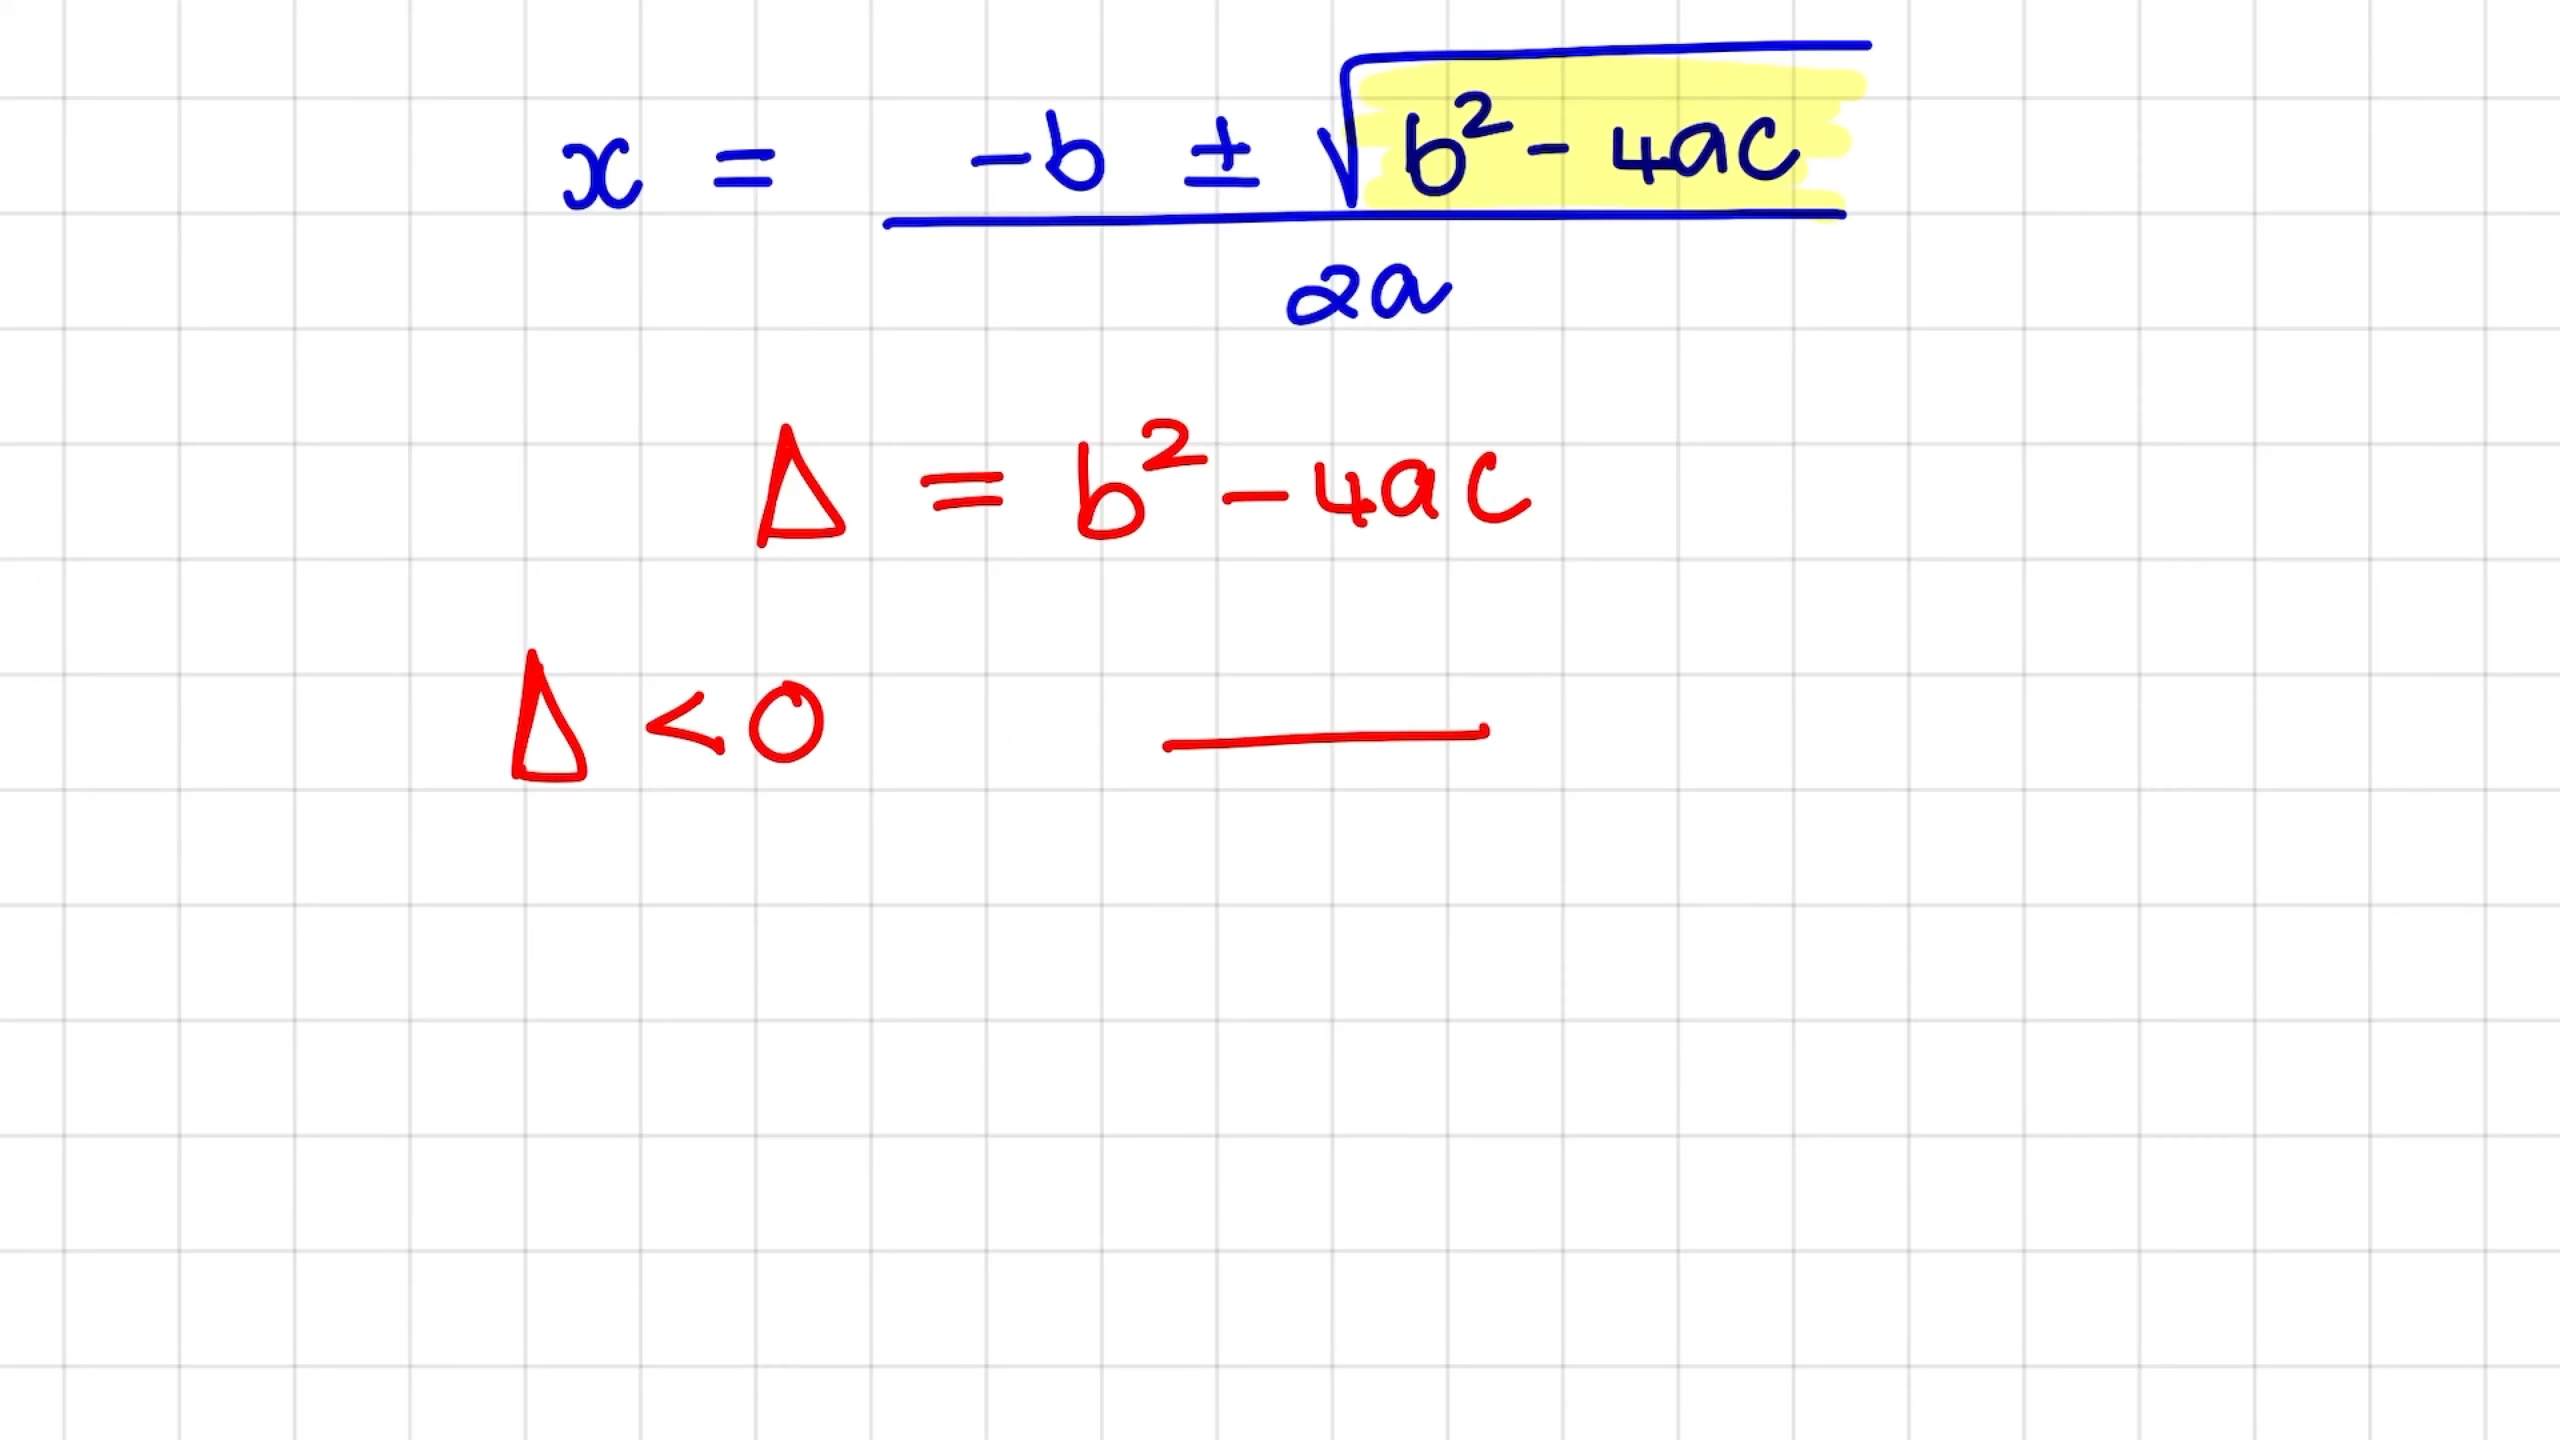 x = (-b ± √(b² - 4ac)) / 2a
Δ = b² - 4ac
Δ < 0